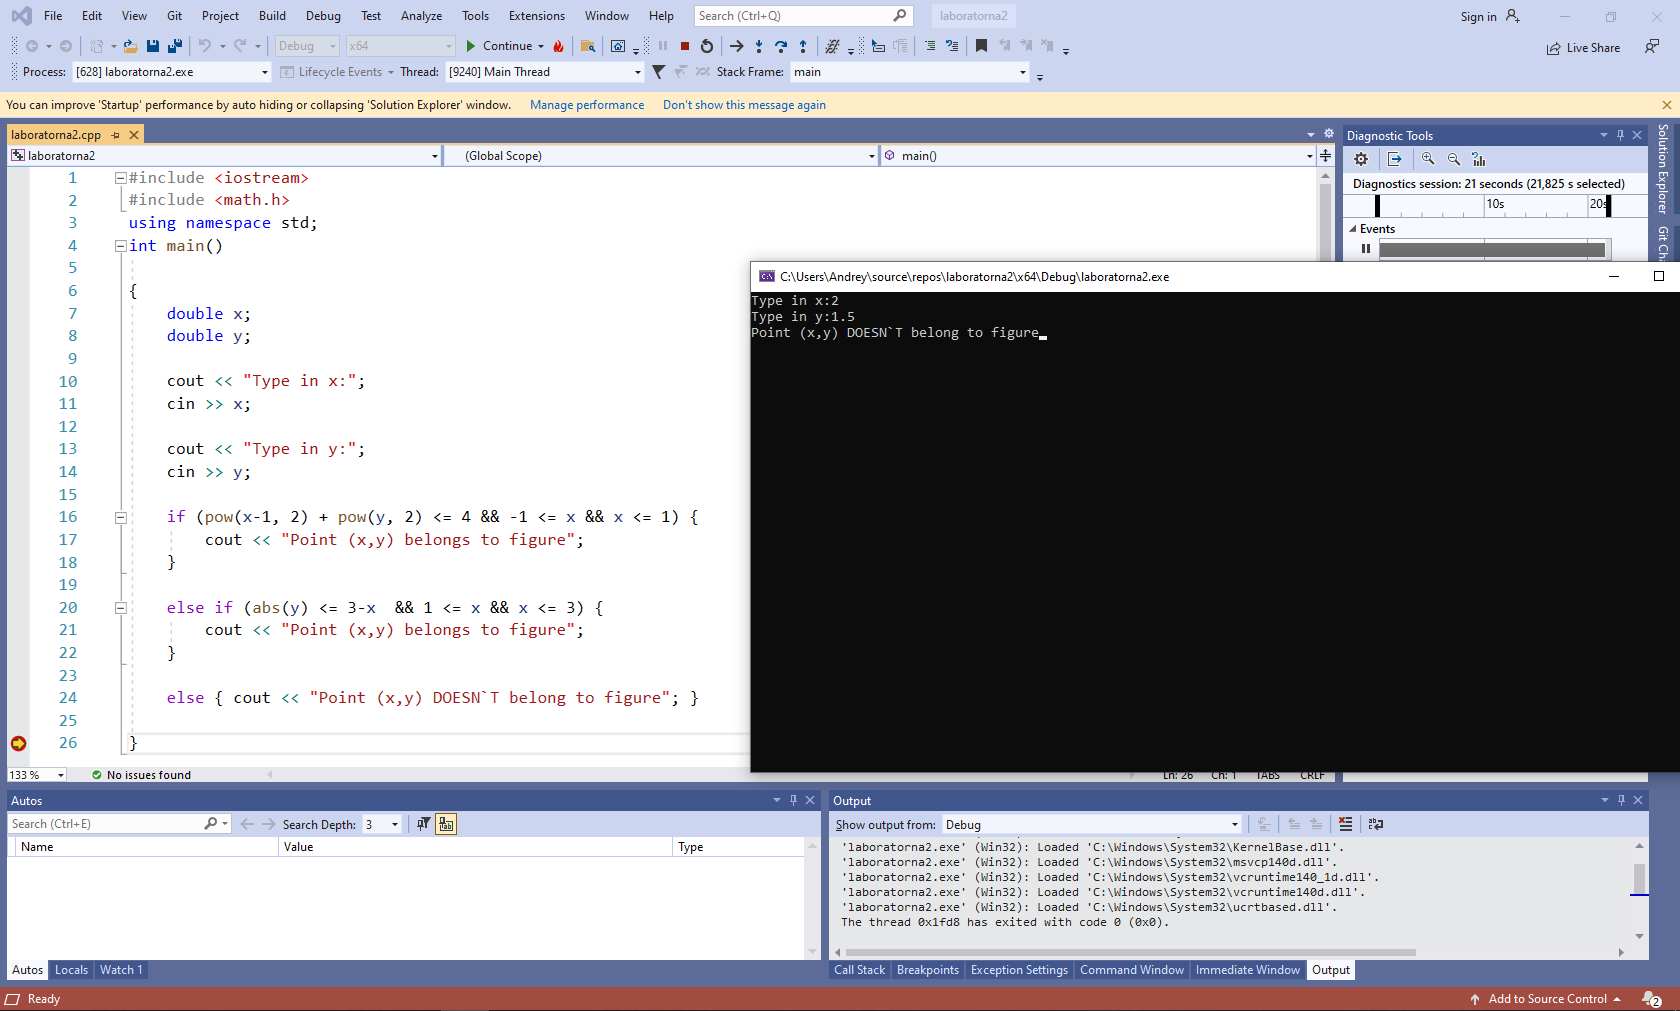 File Edit View Git Project Build Debug Test Analyze Tools Extensions Window Help Search (Ctrl+Q) laboratorna2 Sign in
Debug x64 Continue Live Share
Process: [628] laboratorna2.exe Lifecycle Events Thread: [9240] Main Thread Stack Frame: main
You can improve 'Startup' performance by auto hiding or collapsing 'Solution Explorer' window. Manage performance Don't show this message again
laboratorna2.cpp
laboratorna2 (Global Scope) main()
1 #include <iostream>
2 #include <math.h>
3 using namespace std;
4 int main()
5
6 {
7 double x;
8 double y;
9
10 cout << "Type in x:";
11 cin >> x;
12
13 cout << "Type in y:";
14 cin >> y;
15
16 if (pow(x-1, 2) + pow(y, 2) <= 4 && -1 <= x && x <= 1) {
17 cout << "Point (x,y) belongs to figure";
18 }
19
20 else if (abs(y) <= 3-x  && 1 <= x && x <= 3) {
21 cout << "Point (x,y) belongs to figure";
22 }
23
24 else { cout << "Point (x,y) DOESN`T belong to figure"; }
25
26 }
133 % No issues found Ln: 26 Ch: 1 TABS CRLF
Diagnostic Tools
Diagnostics session: 21 seconds (21,825 s selected)
10s 20s
Events
Solution Explorer
Git
C:\Users\Andrey\source\repos\laboratorna2\x64\Debug\laboratorna2.exe
Type in x:2
Type in y:1.5
Point (x,y) DOESN`T belong to figure
Autos
Search (Ctrl+E) Search Depth: 3
Name Value Type
Autos Locals Watch 1
Output
Show output from: Debug
'laboratorna2.exe' (Win32): Loaded 'C:\Windows\System32\KernelBase.dll'.
'laboratorna2.exe' (Win32): Loaded 'C:\Windows\System32\msvcp140d.dll'.
'laboratorna2.exe' (Win32): Loaded 'C:\Windows\System32\vcruntime140_1d.dll'.
'laboratorna2.exe' (Win32): Loaded 'C:\Windows\System32\vcruntime140d.dll'.
'laboratorna2.exe' (Win32): Loaded 'C:\Windows\System32\ucrtbased.dll'.
The thread 0x1fd8 has exited with code 0 (0x0).
Call Stack Breakpoints Exception Settings Command Window Immediate Window Output
Ready Add to Source Control 2